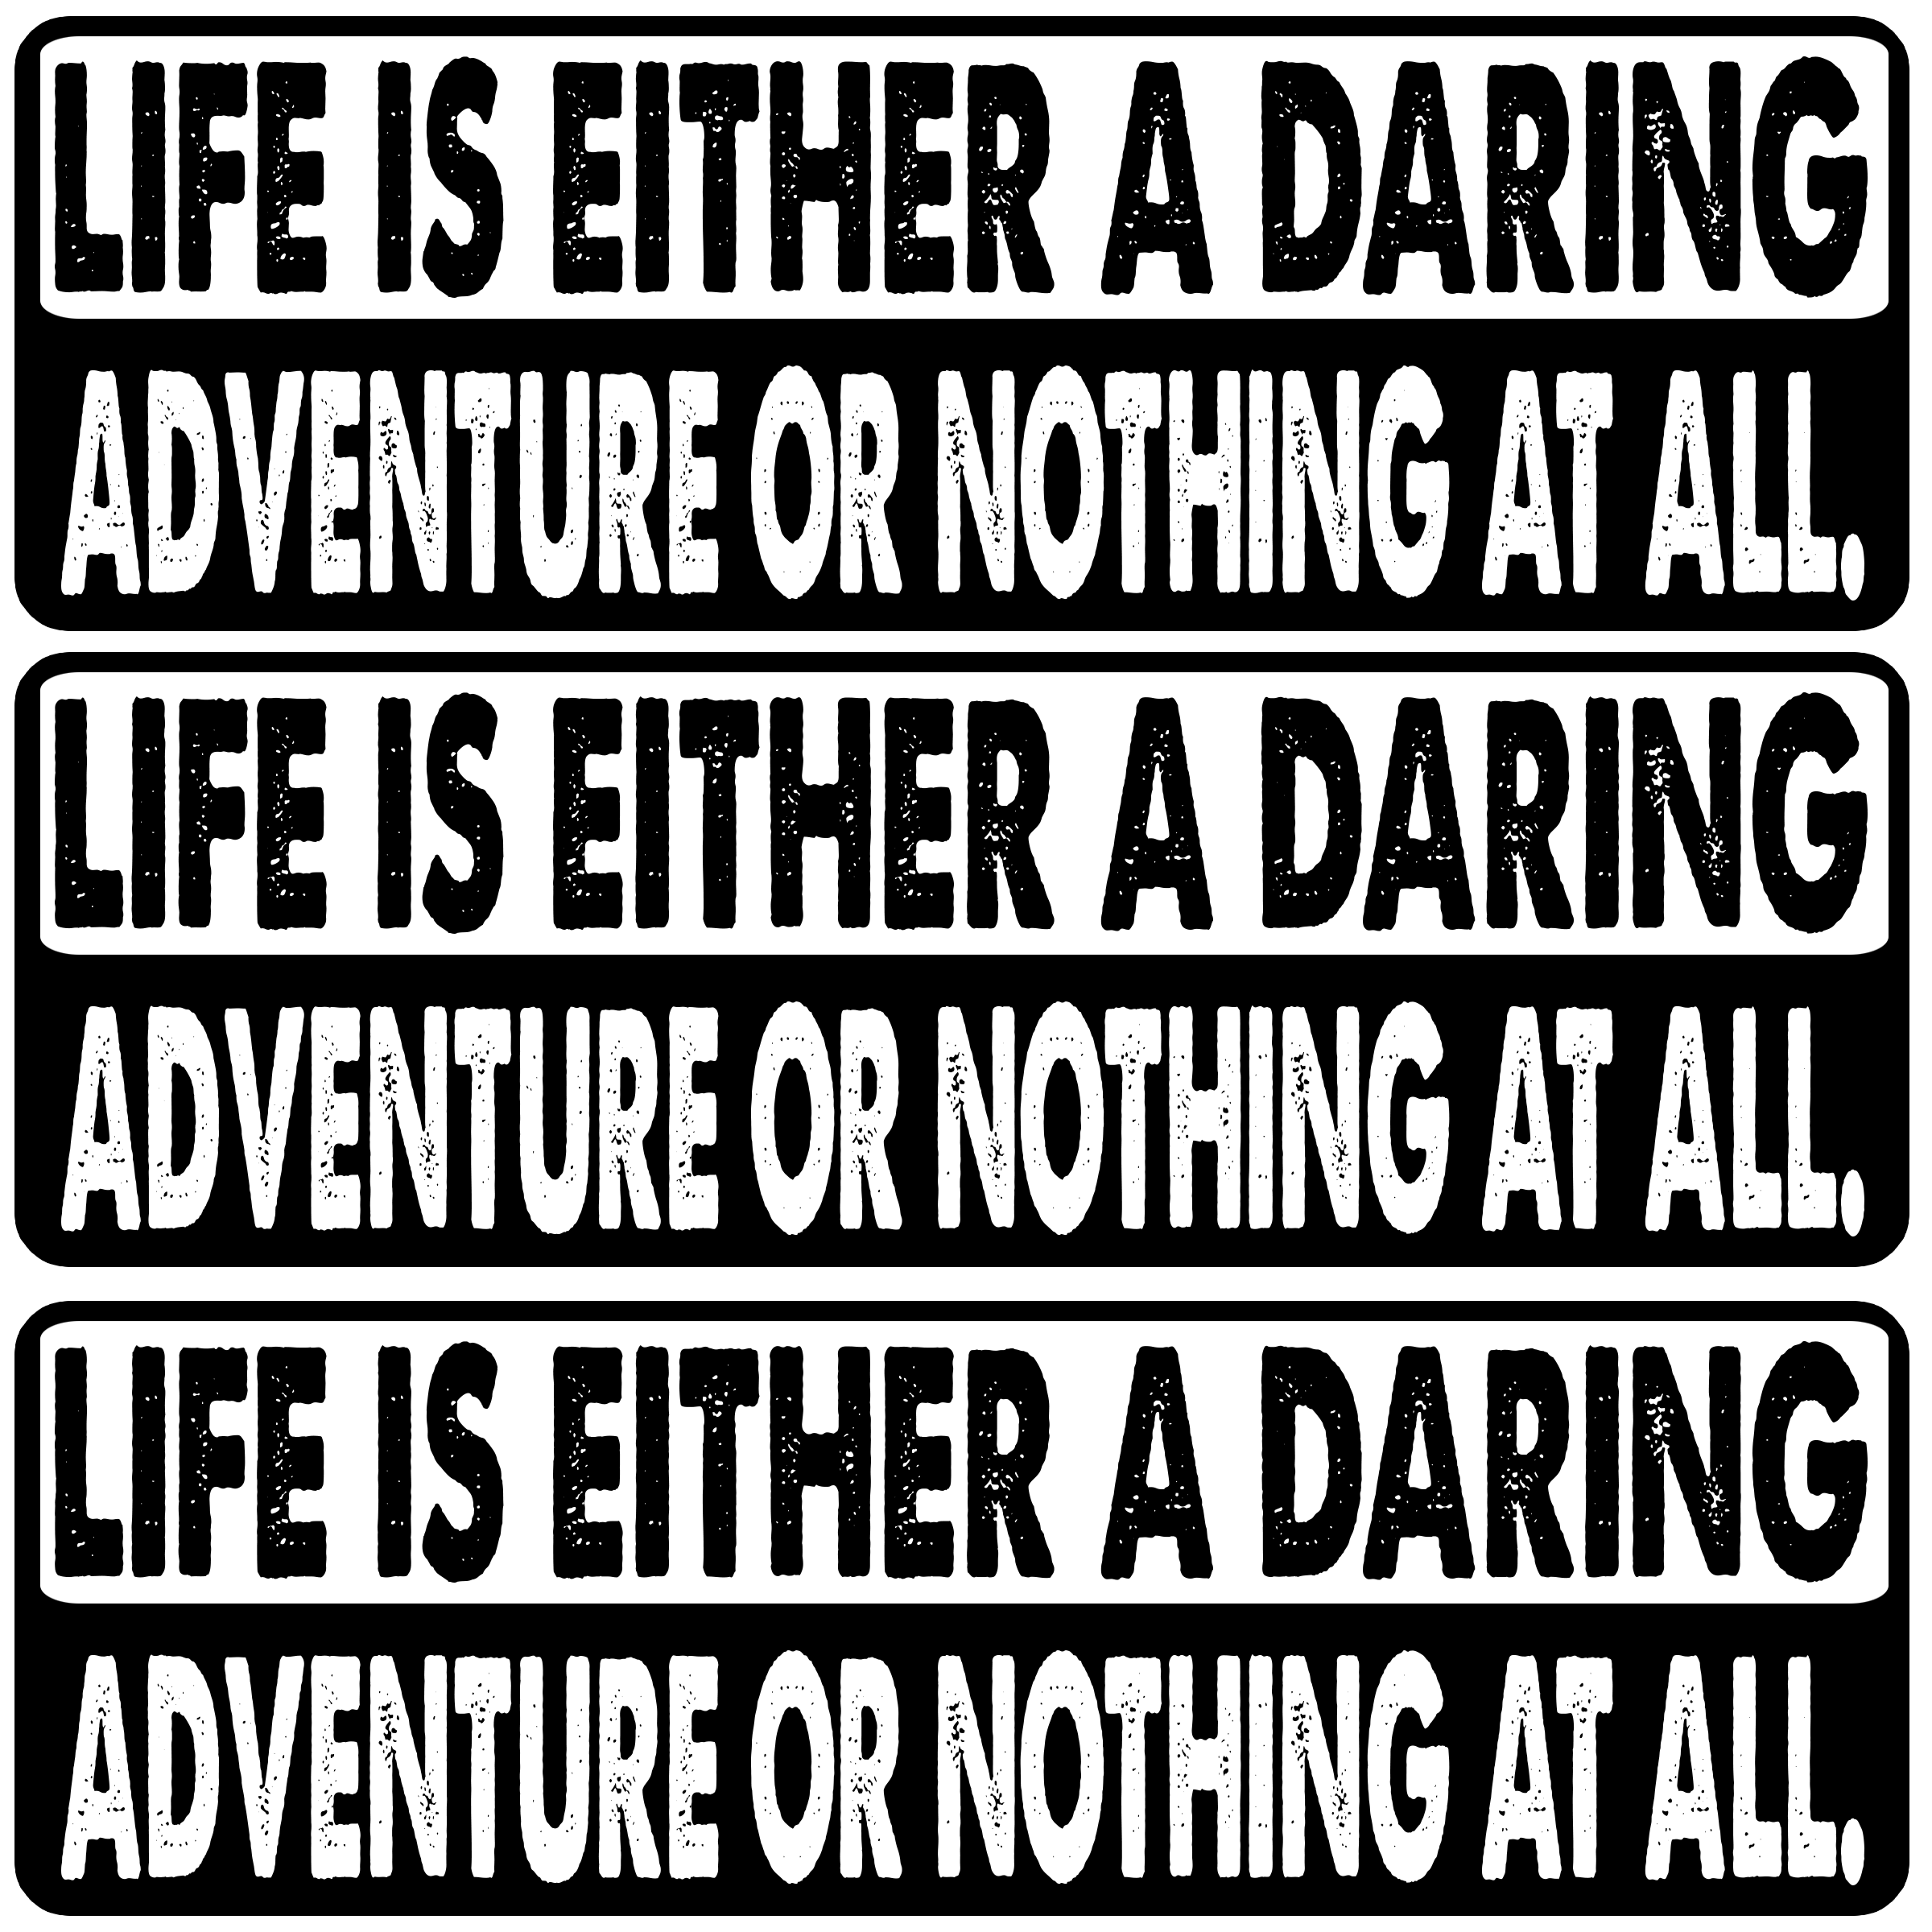 LIFE IS EITHER A DARING
ADVENTURE OR NOTHING AT ALL.
LIFE IS EITHER A DARING
ADVENTURE OR NOTHING AT ALL.
LIFE IS EITHER A DARING
ADVENTURE OR NOTHING AT ALL.